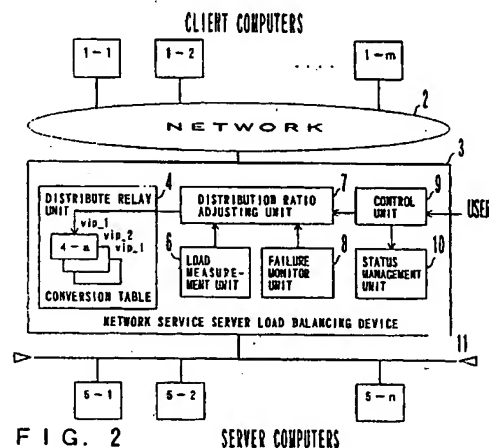 CLIENT COMPUTERS
1-1 1-2 .... 1-m
2
NETWORK
3
4 7 9
DISTRIBUTE RELAY UNIT
DISTRIBUTION RATIO ADJUSTING UNIT
CONTROL UNIT
USER
vip_1
vip_2
vip_1
4-a
CONVERSION TABLE
6
LOAD MEASURE-
MENT UNIT
8
FAILURE
MONITOR
UNIT
10
STATUS
MANAGEMENT
UNIT
NETWORK SERVICE SERVER LOAD BALANCING DEVICE
11
5-1 5-2 5-n
FIG. 2 SERVER COMPUTERS